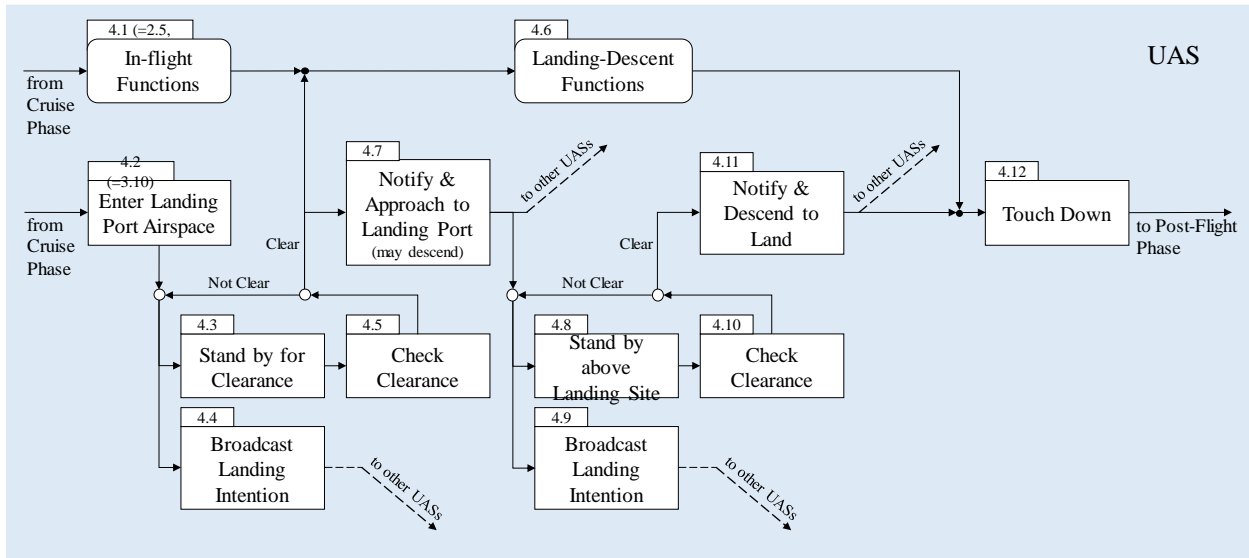 4.1 (=2.5,
In-flight
Functions
from
Cruise
Phase
4.6
Landing-Descent
Functions
UAS
4.2
(=3.10)
Enter Landing
Port Airspace
from
Cruise
Phase
Clear
4.7
Notify &
Approach to
Landing Port
(may descend)
to other UASs
Clear
4.11
Notify &
Descend to
Land
to other UASs
4.12
Touch Down
to Post-Flight
Phase
Not Clear
Not Clear
4.3
Stand by for
Clearance
4.5
Check
Clearance
4.8
Stand by
above
Landing Site
4.10
Check
Clearance
4.4
Broadcast
Landing
Intention
to other UASs
4.9
Broadcast
Landing
Intention
to other UASs